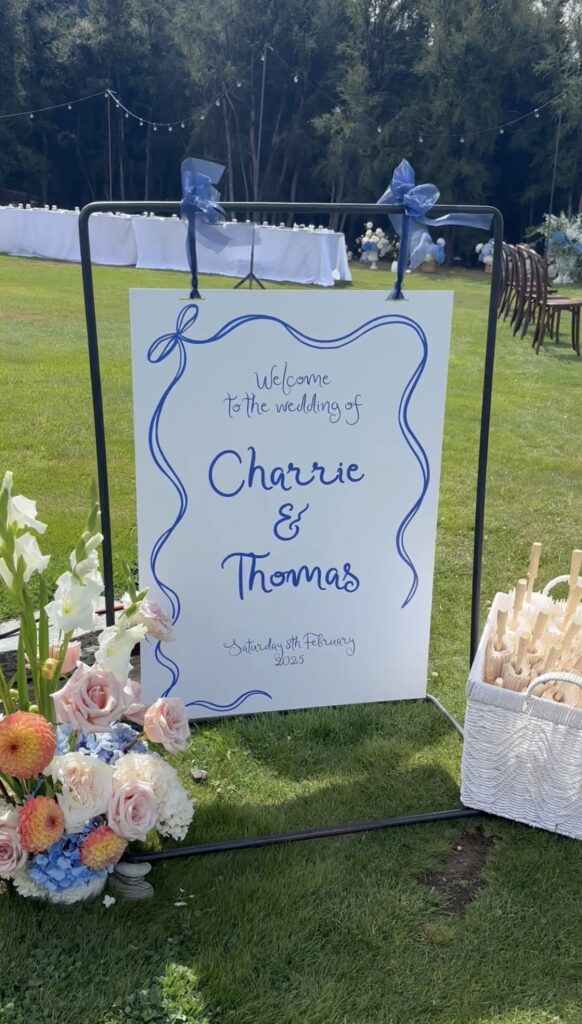 Welcome
to the wedding of
Charrie
&
Thomas
Saturday 8th February
2025